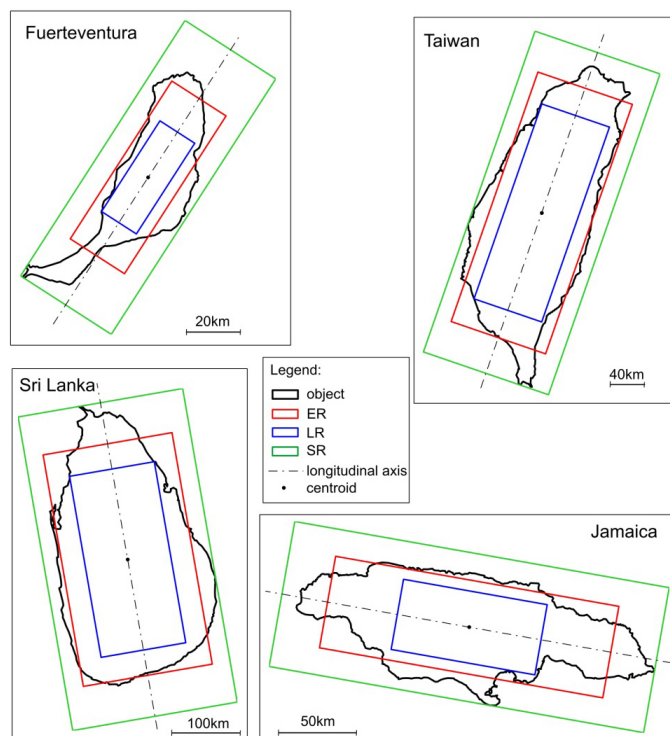 Fuerteventura
20km
Taiwan
40km
Sri Lanka
100km
Legend:
object
ER
LR
SR
longitudinal axis
centroid
Jamaica
50km